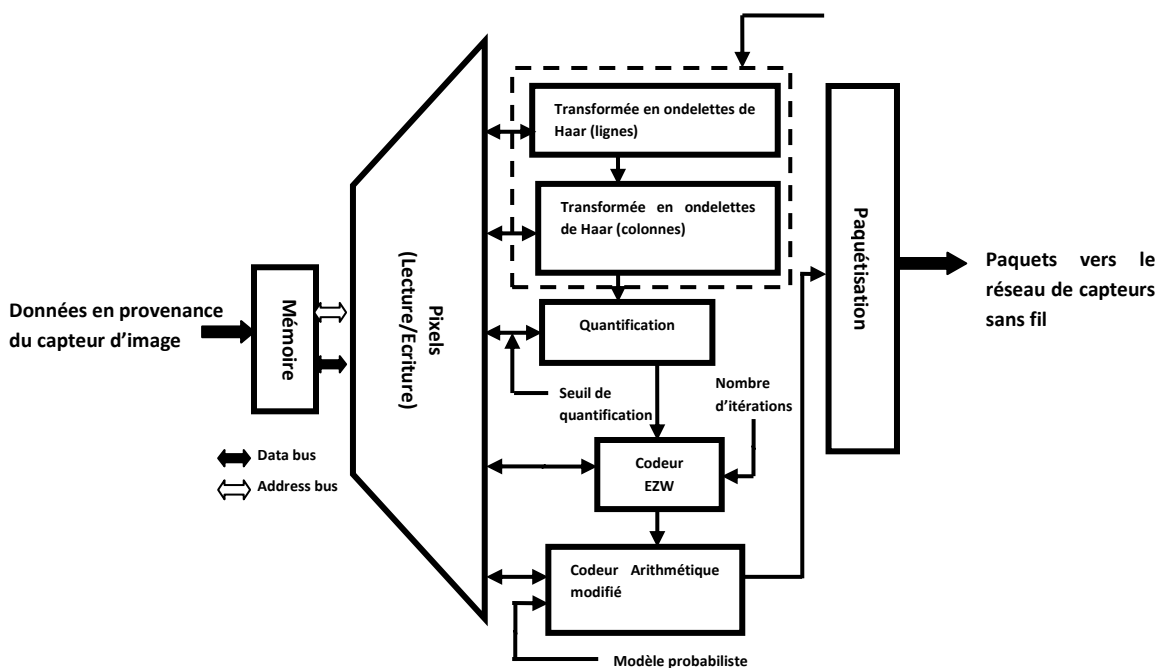 Données en provenance
du capteur d'image
Mémoire
Data bus
Address bus
Pixels
(Lecture/Ecriture)
Transformée en ondelettes de
Haar (lignes)
Transformée en ondelettes
de Haar (colonnes)
Quantification
Seuil de
quantification
Nombre
d'itérations
Codeur
EZW
Codeur Arithmétique
modifié
Modèle probabiliste
Paquétisation
Paquets vers le
réseau de capteurs
sans fil